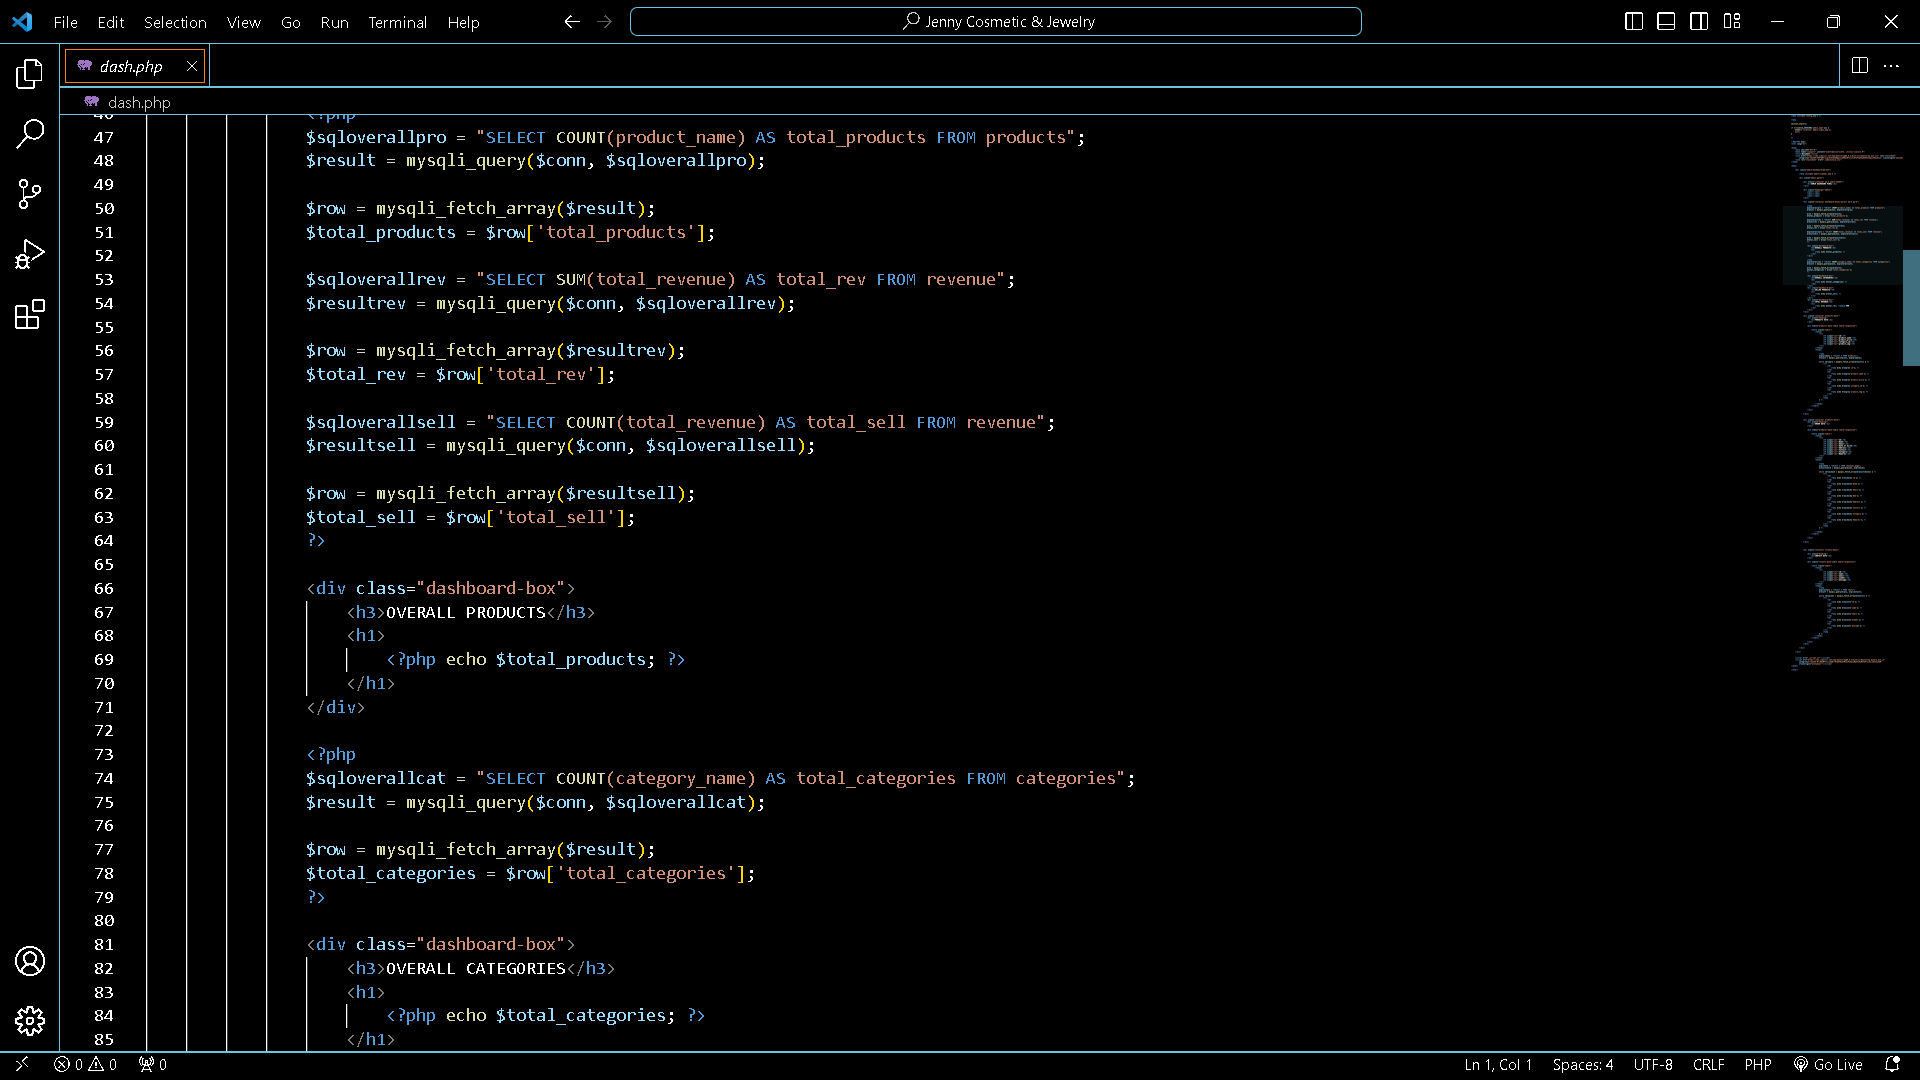 File Edit Selection View Go Run Terminal Help
Jenny Cosmetic & Jewelry
dash.php
dash.php
46 <?php
47 $sqloverallpro = "SELECT COUNT(product_name) AS total_products FROM products";
48 $result = mysqli_query($conn, $sqloverallpro);
49
50 $row = mysqli_fetch_array($result);
51 $total_products = $row['total_products'];
52
53 $sqloverallrev = "SELECT SUM(total_revenue) AS total_rev FROM revenue";
54 $resultrev = mysqli_query($conn, $sqloverallrev);
55
56 $row = mysqli_fetch_array($resultrev);
57 $total_rev = $row['total_rev'];
58
59 $sqloverallsell = "SELECT COUNT(total_revenue) AS total_sell FROM revenue";
60 $resultsell = mysqli_query($conn, $sqloverallsell);
61
62 $row = mysqli_fetch_array($resultsell);
63 $total_sell = $row['total_sell'];
64 ?>
65
66 <div class="dashboard-box">
67 <h3>OVERALL PRODUCTS</h3>
68 <h1>
69 <?php echo $total_products; ?>
70 </h1>
71 </div>
72
73 <?php
74 $sqloverallcat = "SELECT COUNT(category_name) AS total_categories FROM categories";
75 $result = mysqli_query($conn, $sqloverallcat);
76
77 $row = mysqli_fetch_array($result);
78 $total_categories = $row['total_categories'];
79 ?>
80
81 <div class="dashboard-box">
82 <h3>OVERALL CATEGORIES</h3>
83 <h1>
84 <?php echo $total_categories; ?>
85 </h1>
0 0 0 Ln 1, Col 1 Spaces: 4 UTF-8 CRLF PHP Go Live